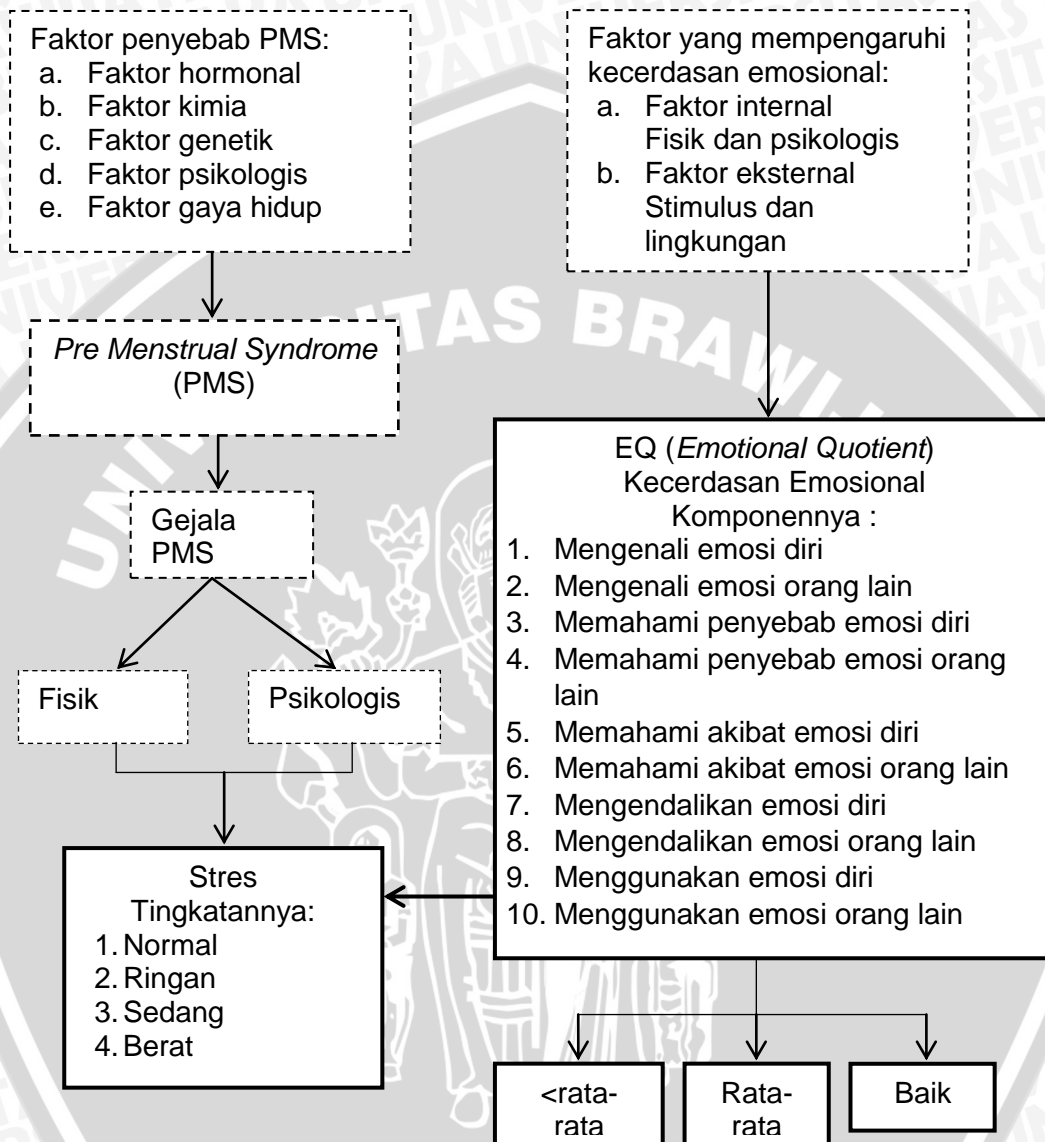 Faktor penyebab PMS:
a. Faktor hormonal
b. Faktor kimia
c. Faktor genetik
d. Faktor psikologis
e. Faktor gaya hidup
Faktor yang mempengaruhi
kecerdasan emosional:
a. Faktor internal
Fisik dan psikologis
b. Faktor eksternal
Stimulus dan
lingkungan
Pre Menstrual Syndrome
(PMS)
Gejala
PMS
Fisik
Psikologis
Stres
Tingkatannya:
1. Normal
2. Ringan
3. Sedang
4. Berat
EQ (Emotional Quotient)
Kecerdasan Emosional
Komponennya :
1. Mengenali emosi diri
2. Mengenali emosi orang lain
3. Memahami penyebab emosi diri
4. Memahami penyebab emosi orang
lain
5. Memahami akibat emosi diri
6. Memahami akibat emosi orang lain
7. Mengendalikan emosi diri
8. Mengendalikan emosi orang lain
9. Menggunakan emosi diri
10. Menggunakan emosi orang lain
<rata-
rata
Rata-
rata
Baik